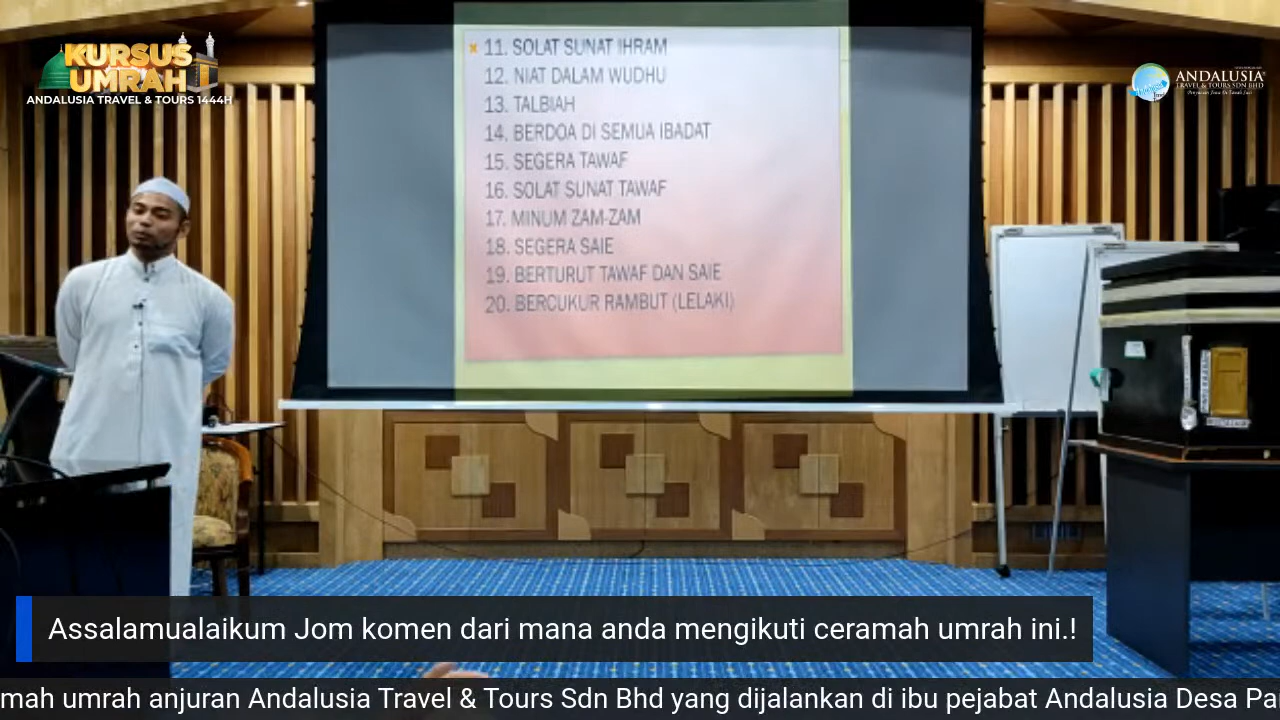 KURSUS
UMRAH
ANDALUSIA TRAVEL & TOURS 1444H
ANDALUSIA
TRAVEL & TOURS SDN BHD
11. SOLAT SUNAT IHRAM
12. NIAT DALAM WUDHU
13. TALBIAH
14. BERDOA DI SEMUA IBADAT
15. SEGERA TAWAF
16. SOLAT SUNAT TAWAF
17. MINUM ZAM-ZAM
18. SEGERA SAIE
19. BERTURUT TAWAF DAN SAIE
20. BERCUKUR RAMBUT (LELAKI)
Assalamualaikum Jom komen dari mana anda mengikuti ceramah umrah ini.!
mah umrah anjuran Andalusia Travel & Tours Sdn Bhd yang dijalankan di ibu pejabat Andalusia Desa Pa